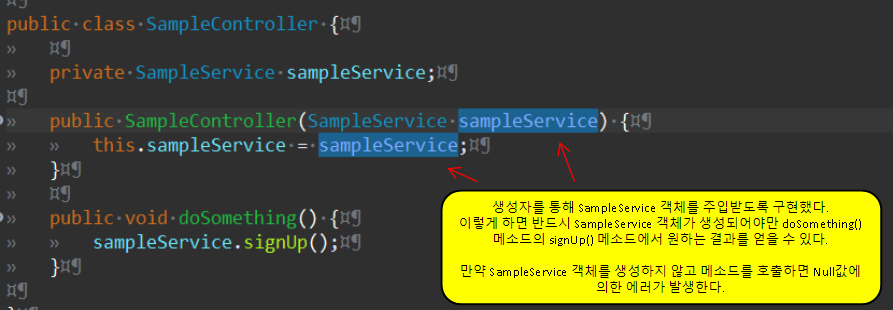 public class SampleController {
private SampleService sampleService;
public SampleController(SampleService sampleService) {
this.sampleService = sampleService;
}
public void doSomething() {
sampleService.signUp();
}
생성자를 통해 SampleService 객체를 주입받도록 구현했다.
이렇게 하면 반드시 SampleService 객체가 생성되어야만 doSomething()
메소드의 signUp() 메소드에서 원하는 결과를 얻을 수 있다.
만약 SampleService 객체를 생성하지 않고 메소드를 호출하면 Null값에
의한 에러가 발생한다.